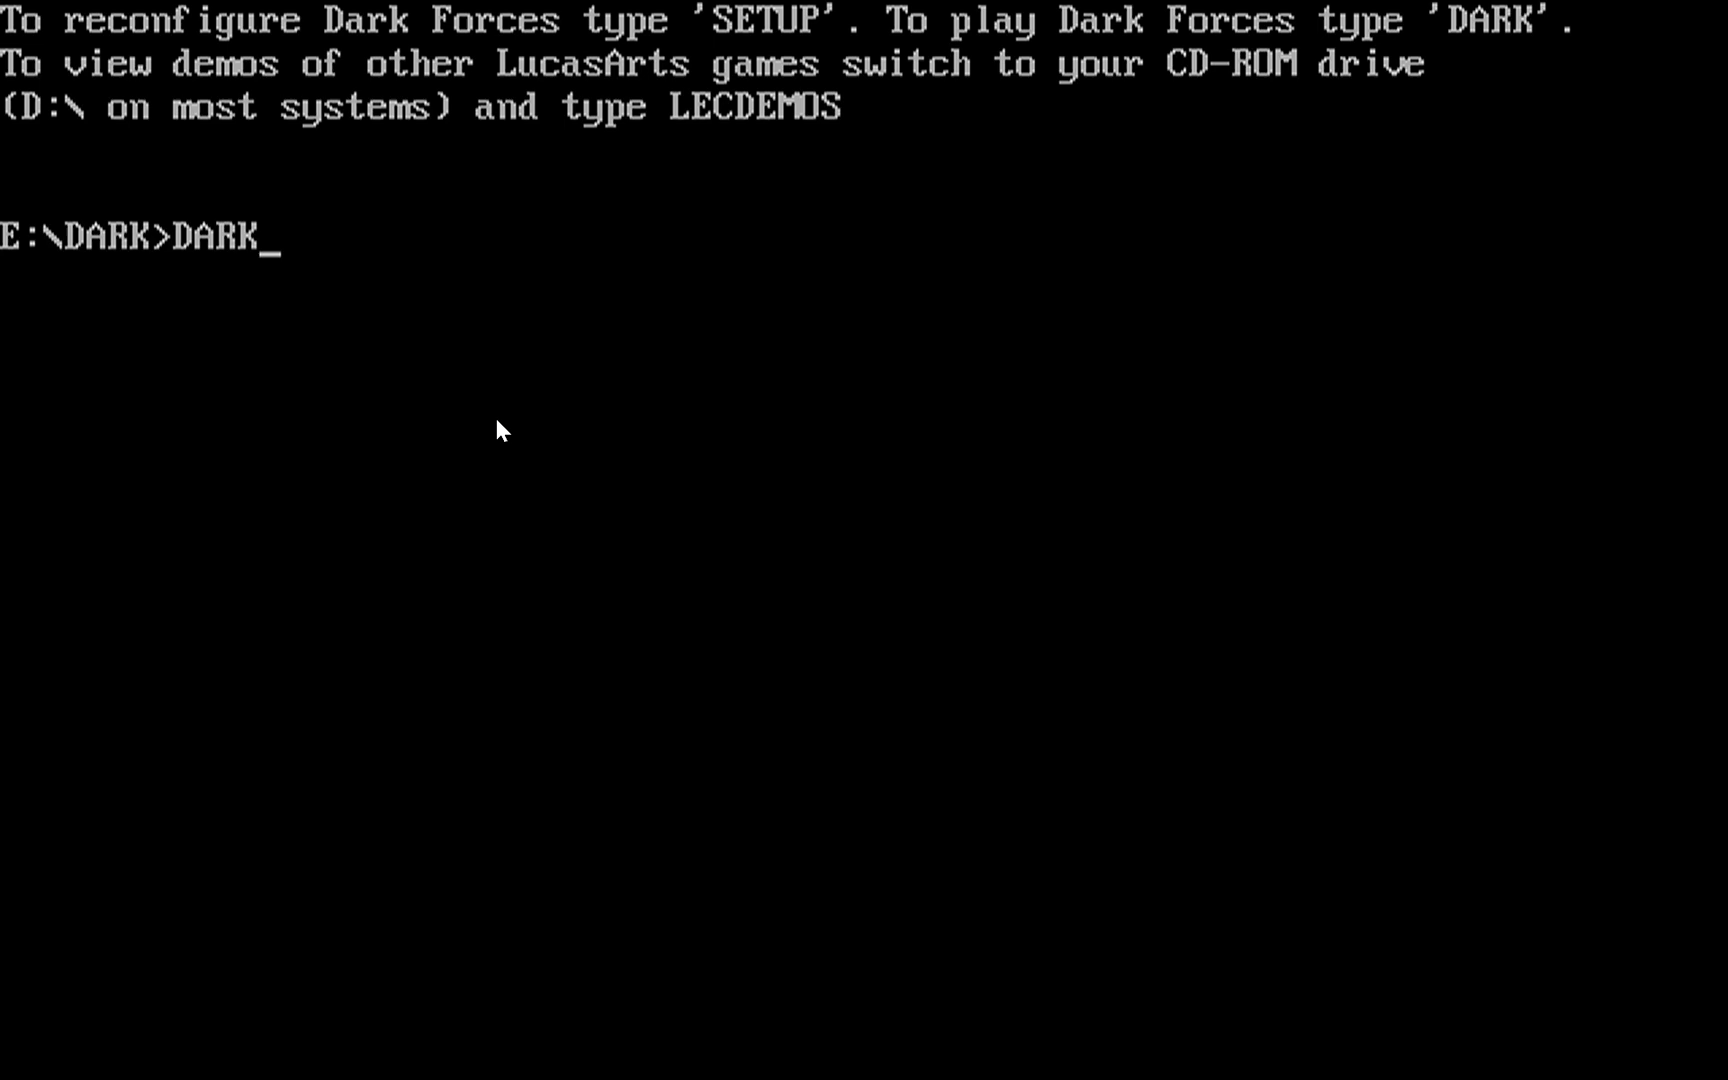 To reconfigure Dark Forces type 'SETUP'. To play Dark Forces type 'DARK'.
To view demos of other LucasArts games switch to your CD-ROM drive
(D:\ on most systems) and type LECDEMOS
E:\DARK>DARK_